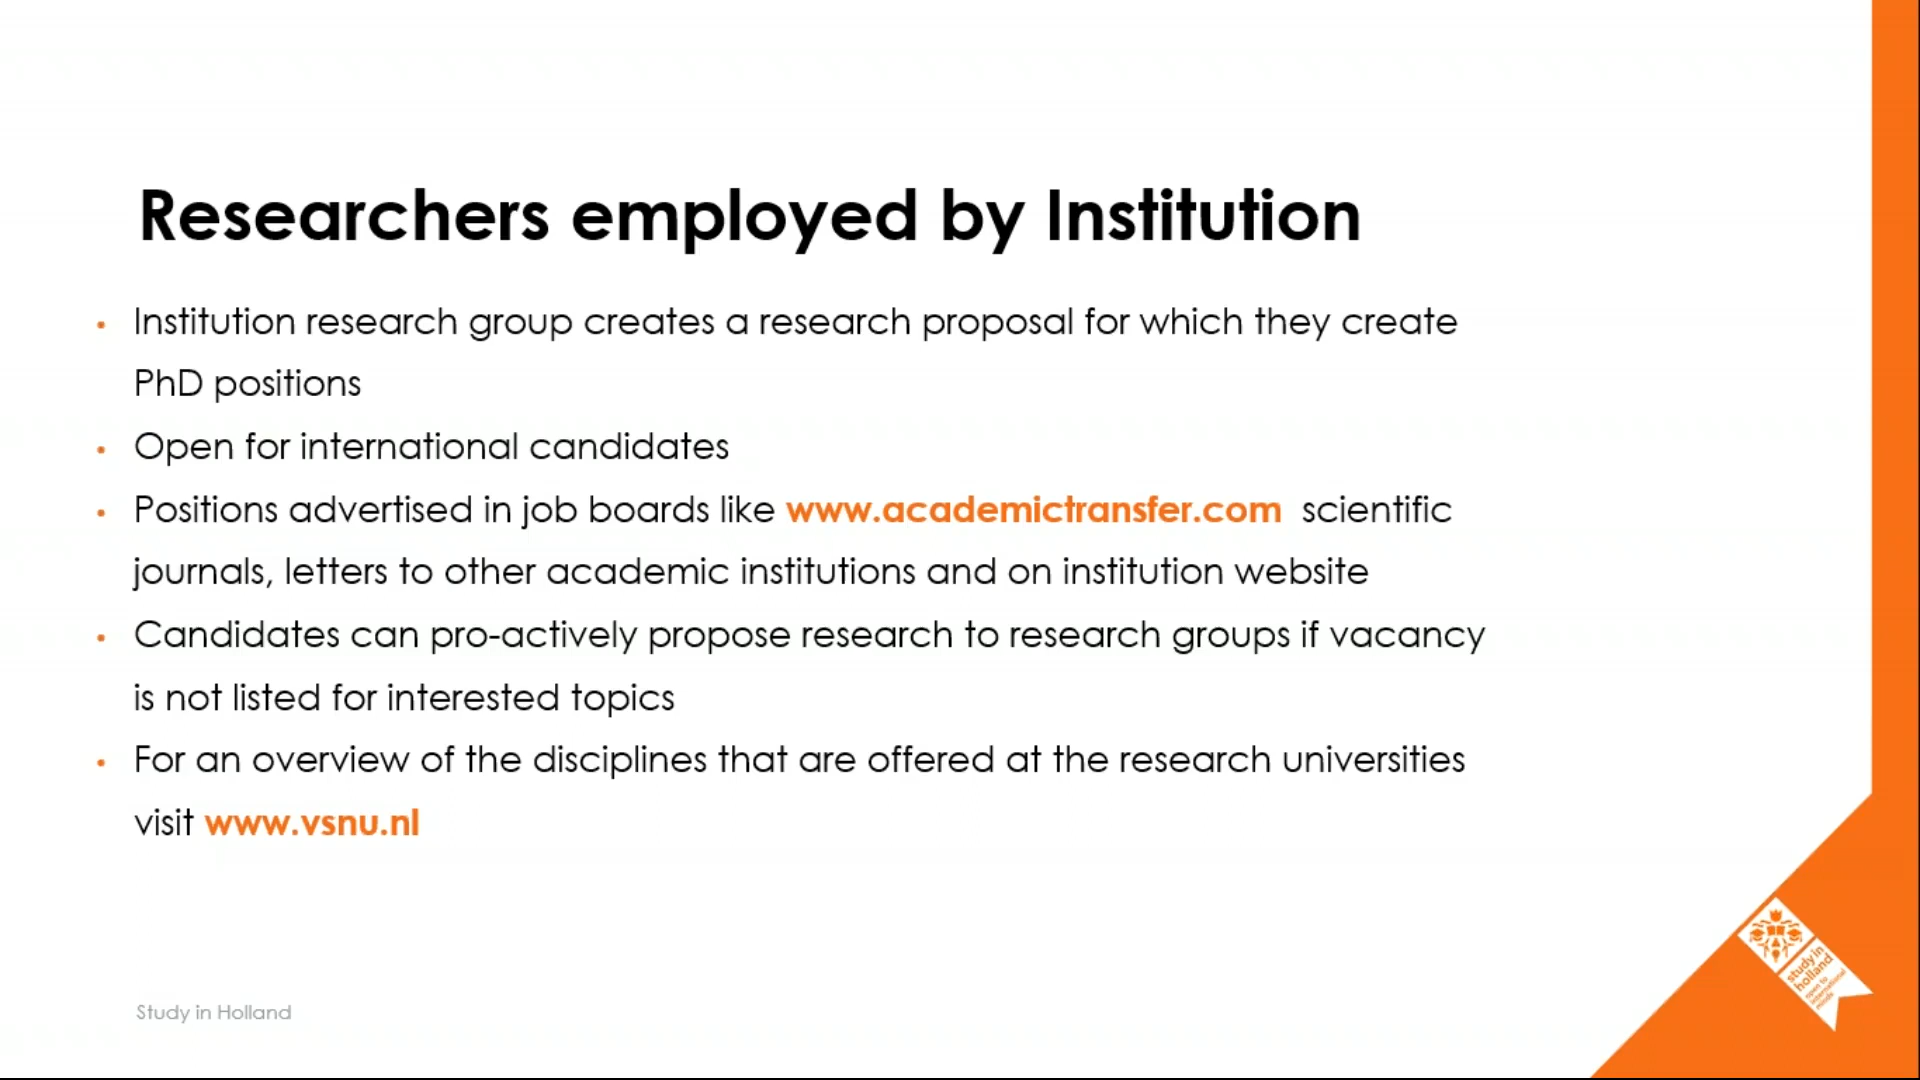 Researchers employed by Institution
• Institution research group creates a research proposal for which they create
PhD positions
• Open for international candidates
• Positions advertised in job boards like www.academictransfer.com scientific
journals, letters to other academic institutions and on institution website
• Candidates can pro-actively propose research to research groups if vacancy
is not listed for interested topics
• For an overview of the disciplines that are offered at the research universities
visit www.vsnu.nl
study in
holland
open to
international
minds
Study in Holland